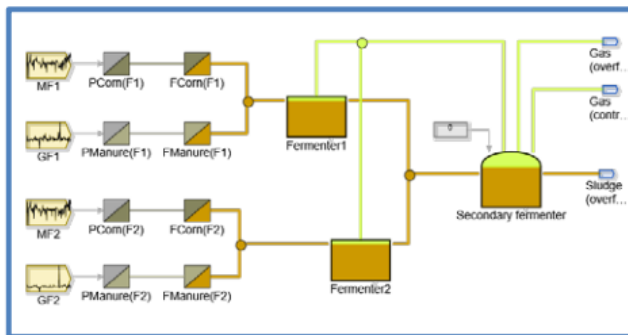 MF1
PCorn(F1)
FCorn(F1)
GF1
PManure(F1)
FManure(F1)
Fermenter1
MF2
PCorn(F2)
FCorn(F2)
GF2
PManure(F2)
FManure(F2)
Fermenter2
0
Secondary fermenter
Gas
(overf...
Gas
(contr...
Sludge
(overf...